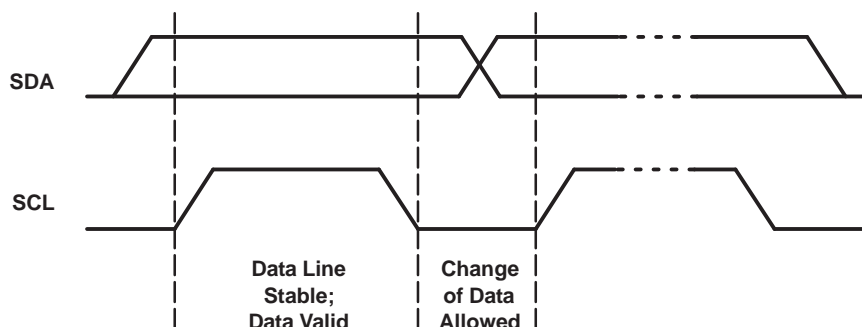 SDA
SCL
Data Line
Stable;
Data Valid
Change
of Data
Allowed